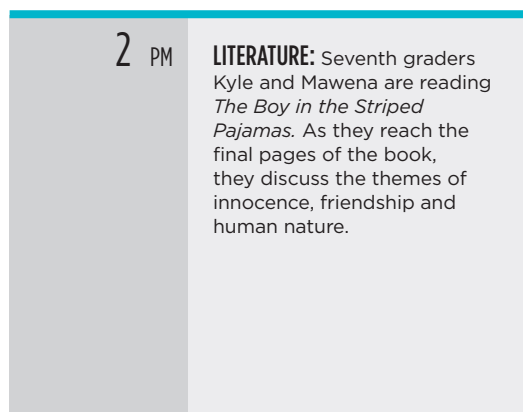 2 PM
LITERATURE: Seventh graders
Kyle and Mawena are reading
The Boy in the Striped
Pajamas. As they reach the
final pages of the book,
they discuss the themes of
innocence, friendship and
human nature.